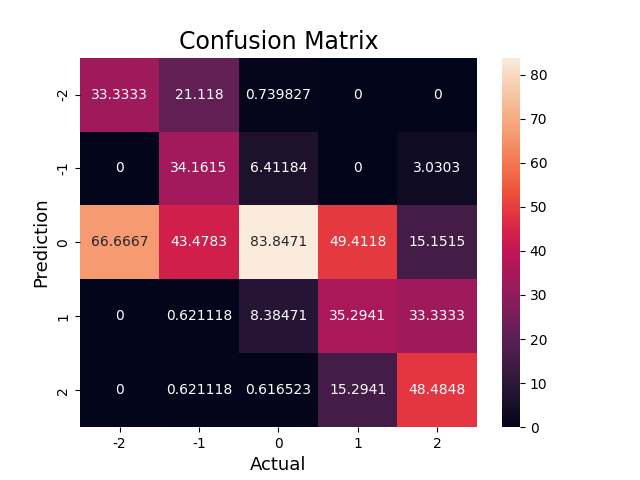 Confusion Matrix
-2 33.3333 21.118 0.739827 0 0
-1 0 34.1615 6.41184 0 3.0303
0 66.6667 43.4783 83.8471 49.4118 15.1515
1 0 0.621118 8.38471 35.2941 33.3333
2 0 0.621118 0.616523 15.2941 48.4848
-2 -1 0 1 2
Prediction
Actual
80
70
60
50
40
30
20
10
0